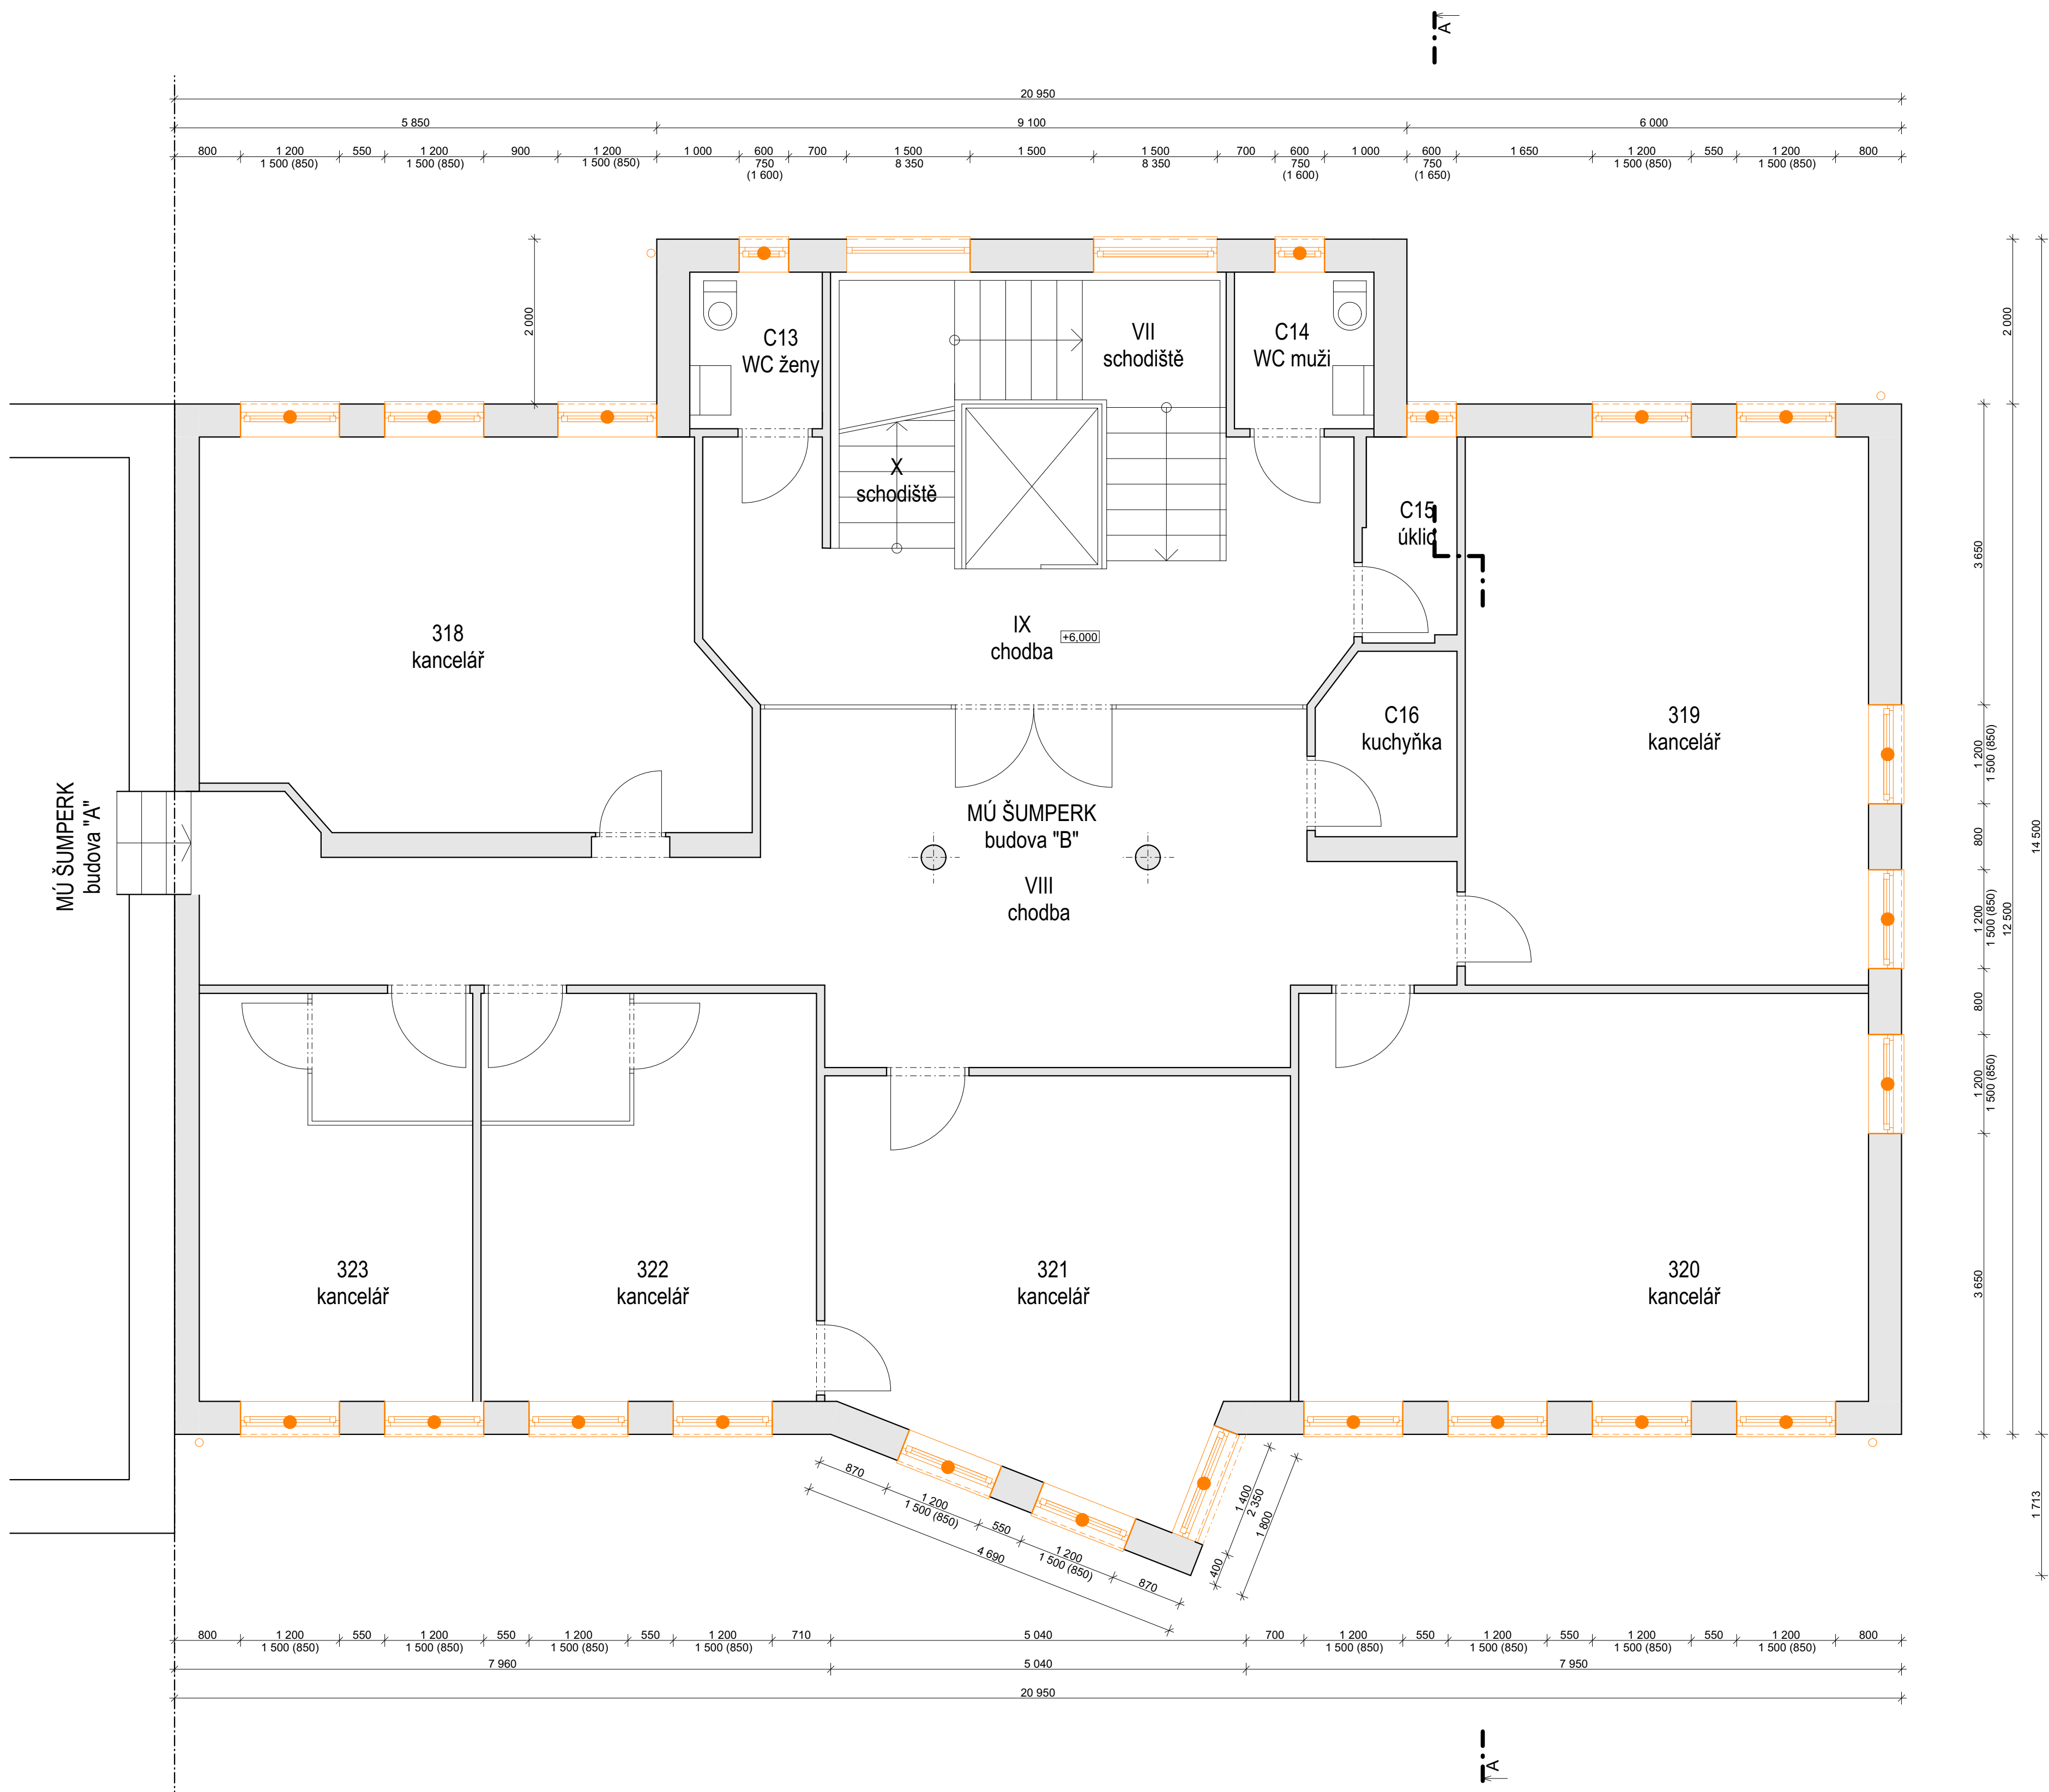 A
20 950
5 850
9 100
6 000
800
1 200
1 500 (850)
550
1 200
1 500 (850)
900
1 200
1 500 (850)
1 000
600
750
(1 600)
700
1 500
8 350
1 500
1 500
8 350
700
600
750
(1 600)
1 000
600
750
(1 650)
1 650
1 200
1 500 (850)
550
1 200
1 500 (850)
800
2 000
2 000
C13
WC ženy
VII
schodiště
C14
WC muži
X
schodiště
C15
úklid
3 650
318
kancelář
IX
chodba
+6,000
C16
kuchyňka
319
kancelář
1 200
1 500 (850)
800
14 500
12 500
1 200
1 500 (850)
800
1 200
1 500 (850)
3 650
1 713
MÚ ŠUMPERK
budova "A"
MÚ ŠUMPERK
budova "B"
VIII
chodba
323
kancelář
322
kancelář
321
kancelář
320
kancelář
870
1 200
1 500 (850)
550
1 200
1 500 (850)
870
4 690
1 400
2 350
1 800
400
800
1 200
1 500 (850)
550
1 200
1 500 (850)
550
1 200
1 500 (850)
550
1 200
1 500 (850)
710
5 040
700
1 200
1 500 (850)
550
1 200
1 500 (850)
550
1 200
1 500 (850)
550
1 200
1 500 (850)
800
7 960
5 040
7 950
20 950
A